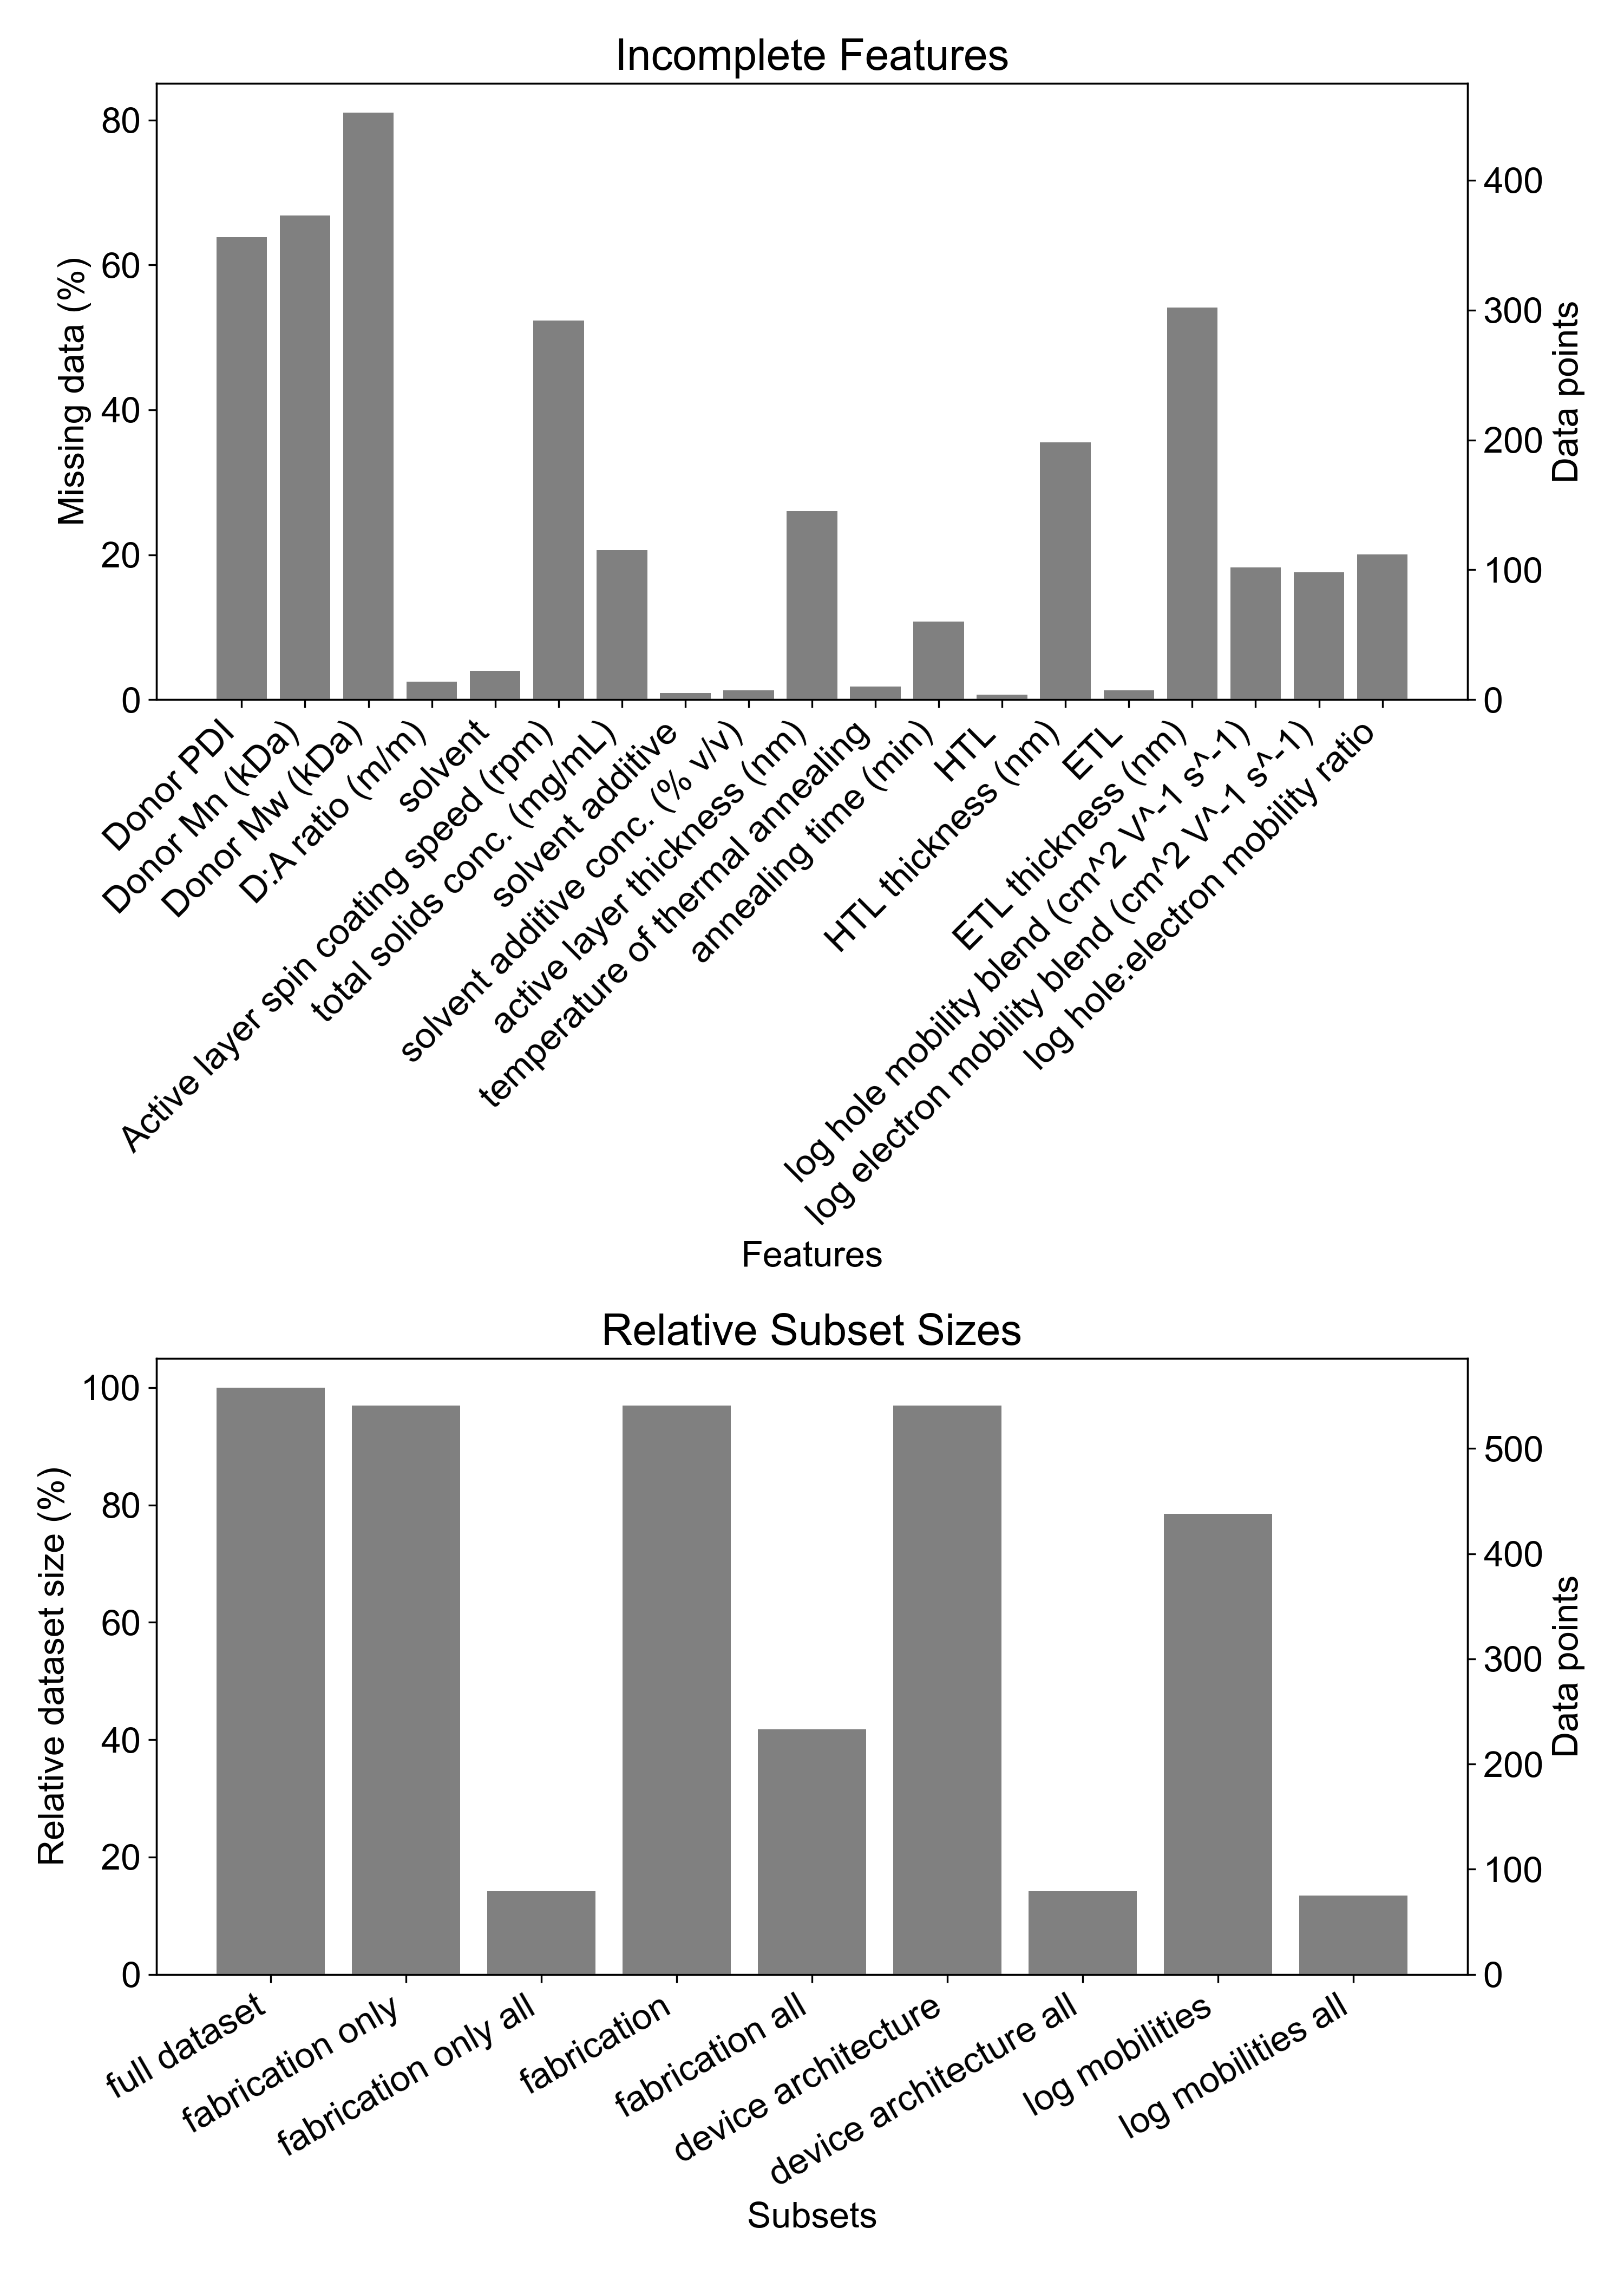 Incomplete Features
Missing data (%)
80
60
40
20
0
Data points
400
300
200
100
0
Donor PDI
Donor Mn (kDa)
Donor Mw (kDa)
D:A ratio (m/m)
solvent
Active layer spin coating speed (rpm)
total solids conc. (mg/mL)
solvent additive
solvent additive conc. (% v/v)
active layer thickness (nm)
temperature of thermal annealing
annealing time (min)
HTL
HTL thickness (nm)
ETL
ETL thickness (nm)
log hole mobility blend (cm^2 V^-1 s^-1)
log electron mobility blend (cm^2 V^-1 s^-1)
log hole:electron mobility ratio
Features
Relative Subset Sizes
Relative dataset size (%)
100
80
60
40
20
0
Data points
500
400
300
200
100
0
full dataset
fabrication only
fabrication only all
fabrication
fabrication all
device architecture
device architecture all
log mobilities
log mobilities all
Subsets